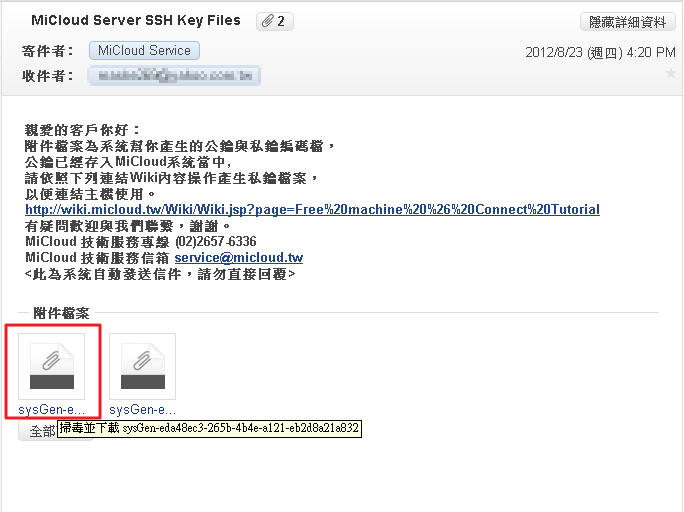 MiCloud Server SSH Key Files 2 隱藏詳細資料
寄件者： MiCloud Service 2012/8/23 (週四) 4:20 PM
收件者：
親愛的客戶你好：
附件檔案為系統幫你產生的公鑰與私鑰編碼檔，
公鑰已經存入MiCloud系統當中,
請依照下列連結Wiki內容操作產生私鑰檔案，
以便連結主機使用。
http://wiki.micloud.tw/Wiki/Wiki.jsp?page=Free%20machine%20%26%20Connect%20Tutorial
有疑問歡迎與我們聯繫，謝謝。
MiCloud 技術服務專線 (02)2657-6336
MiCloud 技術服務信箱 service@micloud.tw
<此為系統自動發送信件，請勿直接回覆>
附件檔案
sysGen-e... sysGen-e...
全部
掃毒並下載 sysGen-eda48ec3-265b-4b4e-a121-eb2d8a21a832